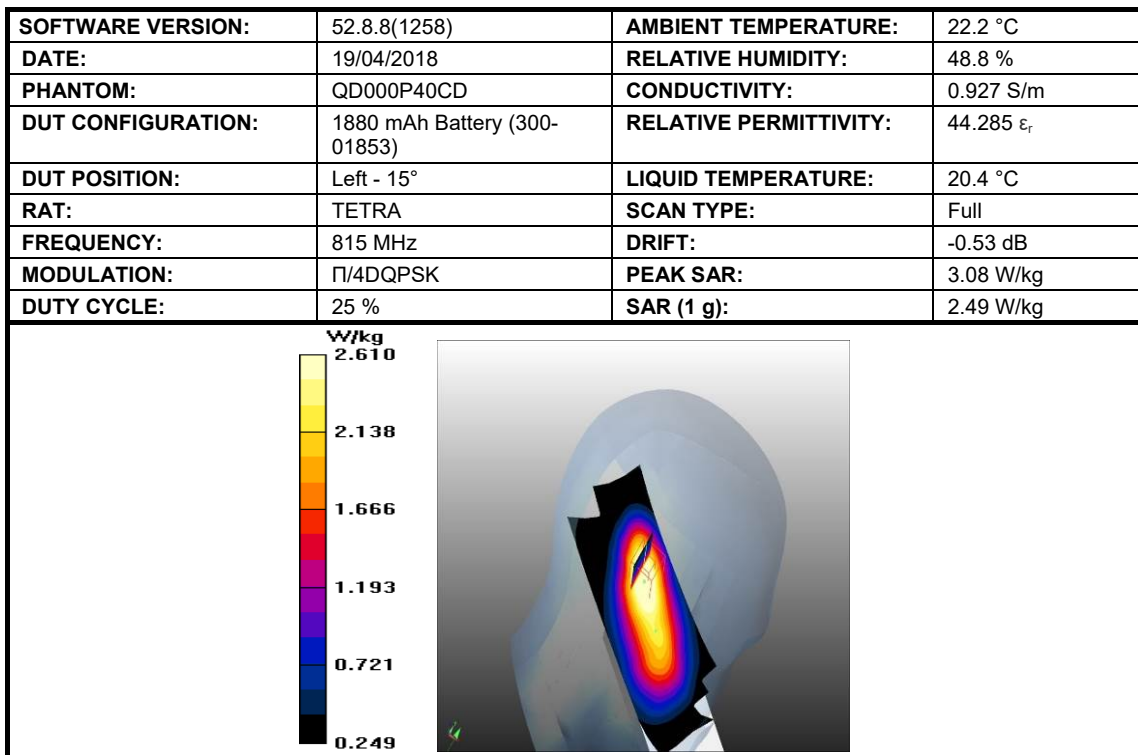 SOFTWARE VERSION: 52.8.8(1258) AMBIENT TEMPERATURE: 22.2 °C
DATE: 19/04/2018 RELATIVE HUMIDITY: 48.8 %
PHANTOM: QD000P40CD CONDUCTIVITY: 0.927 S/m
DUT CONFIGURATION: 1880 mAh Battery (300-
01853) RELATIVE PERMITTIVITY: 44.285 εr
DUT POSITION: Left - 15° LIQUID TEMPERATURE: 20.4 °C
RAT: TETRA SCAN TYPE: Full
FREQUENCY: 815 MHz DRIFT: -0.53 dB
MODULATION: Π/4DQPSK PEAK SAR: 3.08 W/kg
DUTY CYCLE: 25 % SAR (1 g): 2.49 W/kg
W/kg
2.610
2.138
1.666
1.193
0.721
0.249